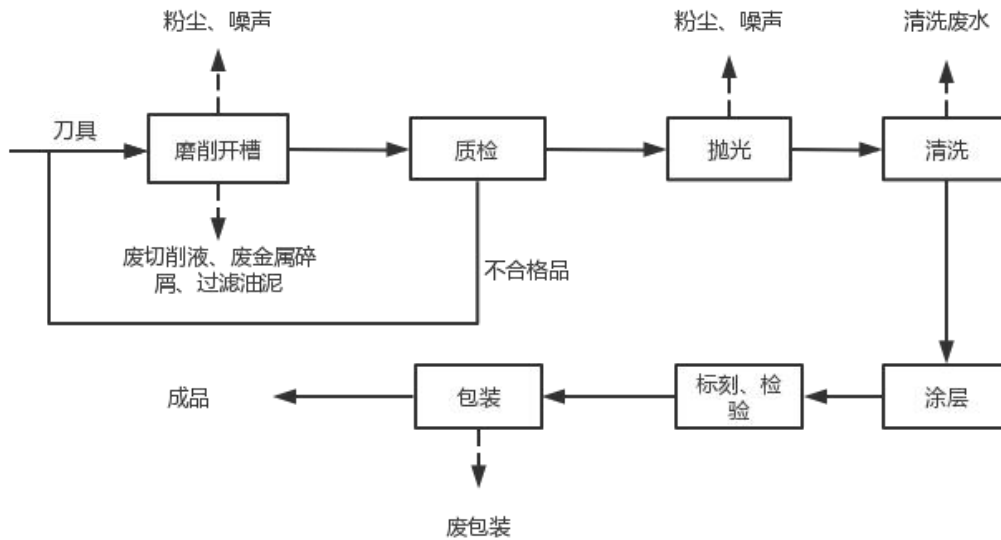 粉尘、噪声
粉尘、噪声
清洗废水
刀具
磨削开槽
质检
抛光
清洗
废切削液、废金属碎
屑、过滤油泥
不合格品
成品
包装
标刻、检
验
涂层
废包装